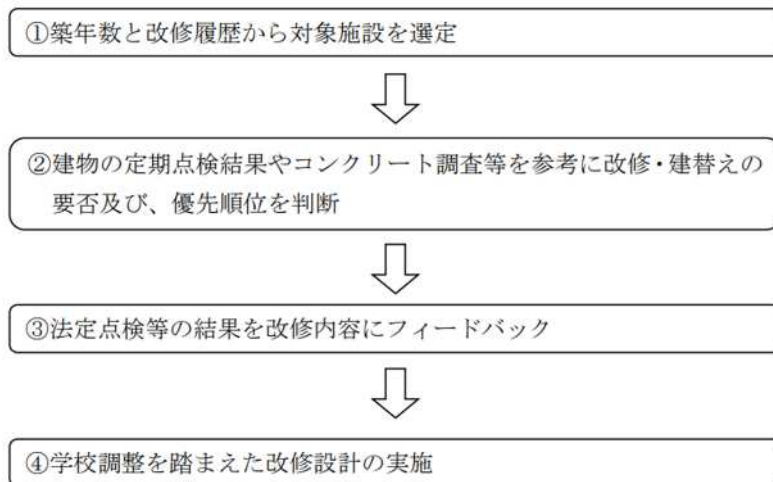 ①築年数と改修履歴から対象施設を選定
②建物の定期点検結果やコンクリート調査等を参考に改修・建替えの
要否及び、優先順位を判断
③法定点検等の結果を改修内容にフィードバック
④学校調整を踏まえた改修設計の実施